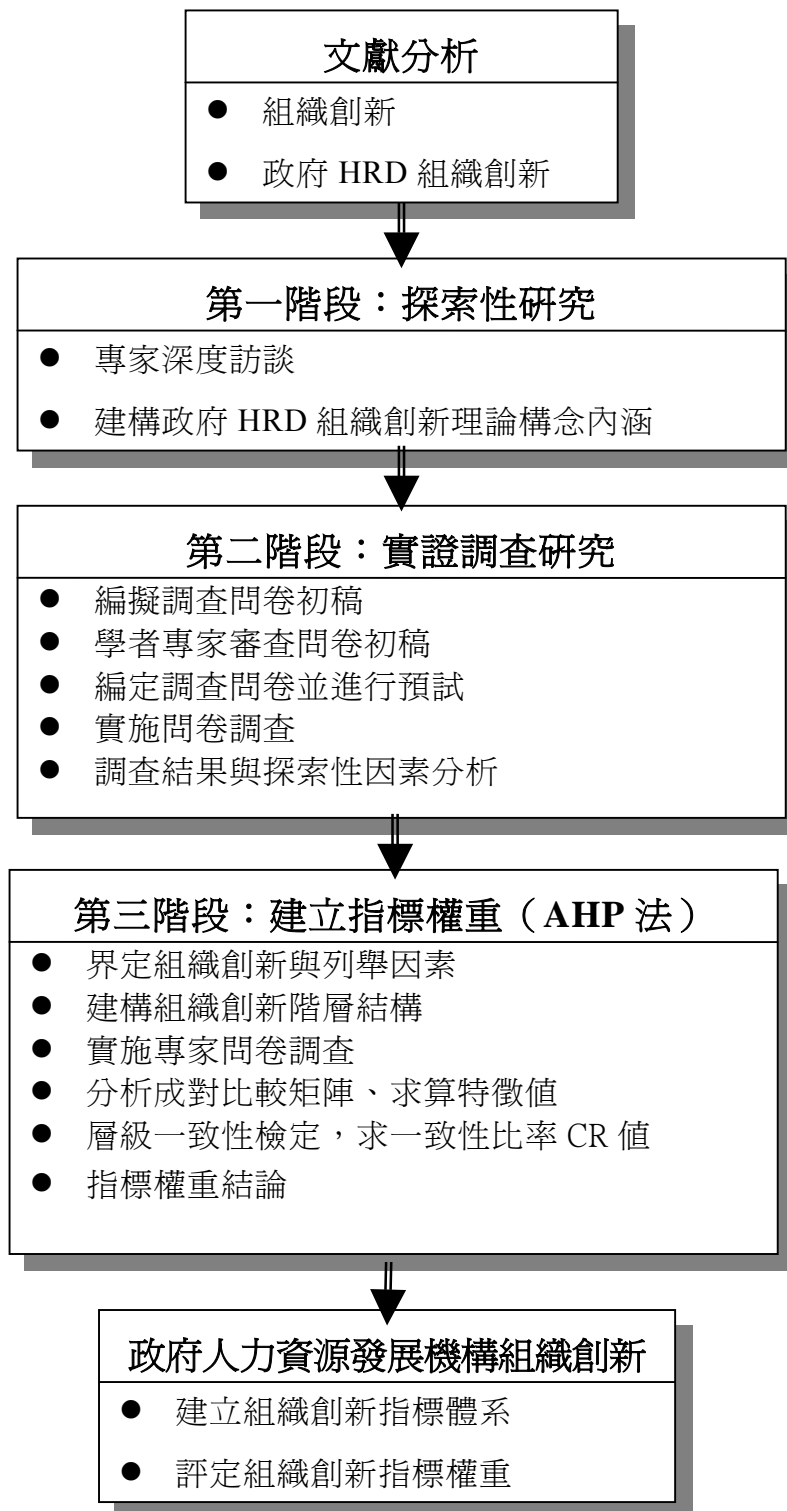 文獻分析
● 組織創新
● 政府 HRD 組織創新
第一階段：探索性研究
● 專家深度訪談
● 建構政府 HRD 組織創新理論構念內涵
第二階段：實證調查研究
● 編擬調查問卷初稿
● 學者專家審查問卷初稿
● 編定調查問卷並進行預試
● 實施問卷調查
● 調查結果與探索性因素分析
第三階段：建立指標權重（AHP 法）
● 界定組織創新與列舉因素
● 建構組織創新階層結構
● 實施專家問卷調查
● 分析成對比較矩陣、求算特徵值
● 層級一致性檢定，求一致性比率 CR 值
● 指標權重結論
政府人力資源發展機構組織創新
● 建立組織創新指標體系
● 評定組織創新指標權重